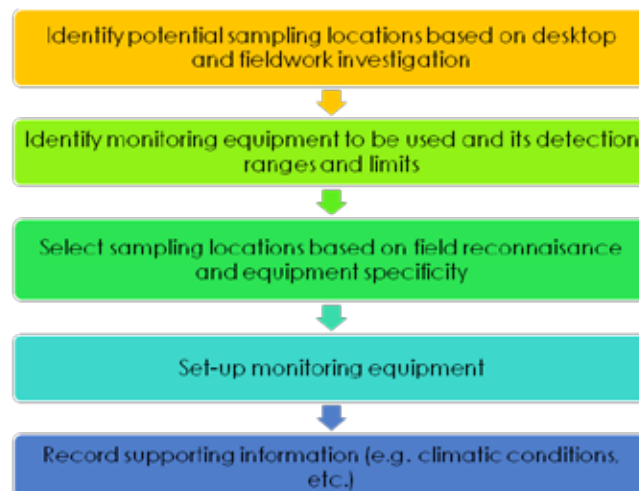 Identify potential sampling locations based on desktop
and fieldwork investigation
Identify monitoring equipment to be used and its detection
ranges and limits
Select sampling locations based on field reconnaisance
and equipment specificity
Set-up monitoring equipment
Record supporting information (e.g. climatic conditions,
etc.)